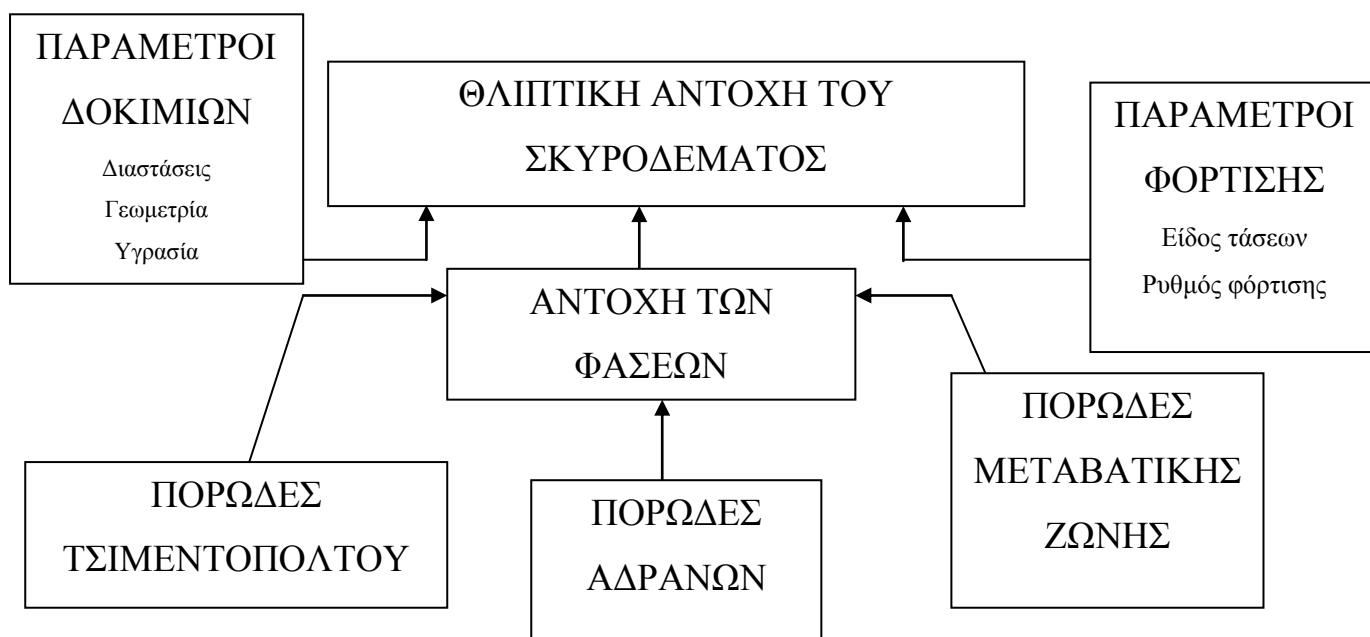 ΠΑΡΑΜΕΤΡΟΙ
ΔΟΚΙΜΙΩΝ
Διαστάσεις
Γεωμετρία
Υγρασία
ΘΛΙΠΤΙΚΗ ΑΝΤΟΧΗ ΤΟΥ
ΣΚΥΡΟΔΕΜΑΤΟΣ
ΠΑΡΑΜΕΤΡΟΙ
ΦΟΡΤΙΣΗΣ
Είδος τάσεων
Ρυθμός φόρτισης
ΑΝΤΟΧΗ ΤΩΝ
ΦΑΣΕΩΝ
ΠΟΡΩΔΕΣ
ΤΣΙΜΕΝΤΟΠΟΛΤΟΥ
ΠΟΡΩΔΕΣ
ΑΔΡΑΝΩΝ
ΠΟΡΩΔΕΣ
ΜΕΤΑΒΑΤΙΚΗΣ
ΖΩΝΗΣ